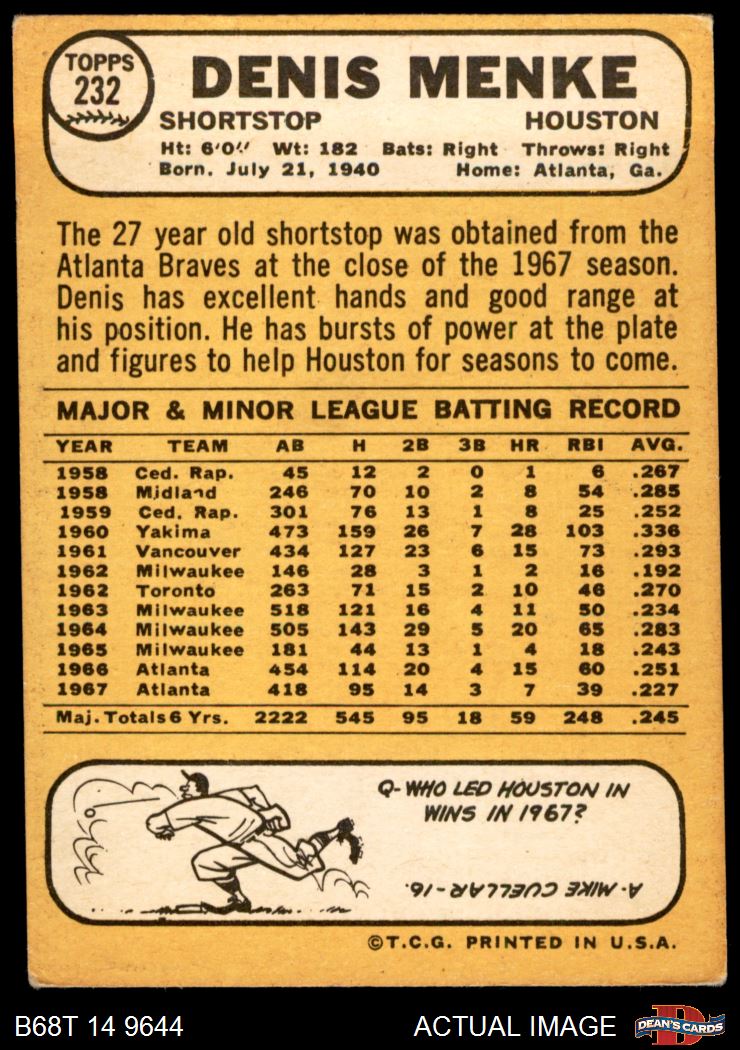 TOPPS
232
DENIS MENKE
SHORTSTOP HOUSTON
Ht: 6'0" Wt: 182 Bats: Right Throws: Right
Born. July 21, 1940 Home: Atlanta, Ga.
The 27 year old shortstop was obtained from the
Atlanta Braves at the close of the 1967 season.
Denis has excellent hands and good range at
his position. He has bursts of power at the plate
and figures to help Houston for seasons to come.
MAJOR & MINOR LEAGUE BATTING RECORD
YEAR TEAM AB H 2B 3B HR RBI AVG.
1958 Ced. Rap. 45 12 2 0 1 6 .267
1958 Midland 246 70 10 2 8 54 .285
1959 Ced. Rap. 301 76 13 1 8 25 .252
1960 Yakima 473 159 26 7 28 103 .336
1961 Vancouver 434 127 23 6 15 73 .293
1962 Milwaukee 146 28 3 1 2 16 .192
1962 Toronto 263 71 15 2 10 46 .270
1963 Milwaukee 518 121 16 4 11 50 .234
1964 Milwaukee 505 143 29 5 20 65 .283
1965 Milwaukee 181 44 13 1 4 18 .243
1966 Atlanta 454 114 20 4 15 60 .251
1967 Atlanta 418 95 14 3 7 39 .227
Maj. Totals 6 Yrs. 2222 545 95 18 59 248 .245
Q-WHO LED HOUSTON IN
WINS IN 1967?
A-MIKE CUELLAR-16.
©T.C.G. PRINTED IN U.S.A.
B68T 14 9644 ACTUAL IMAGE DEAN'S CARDS